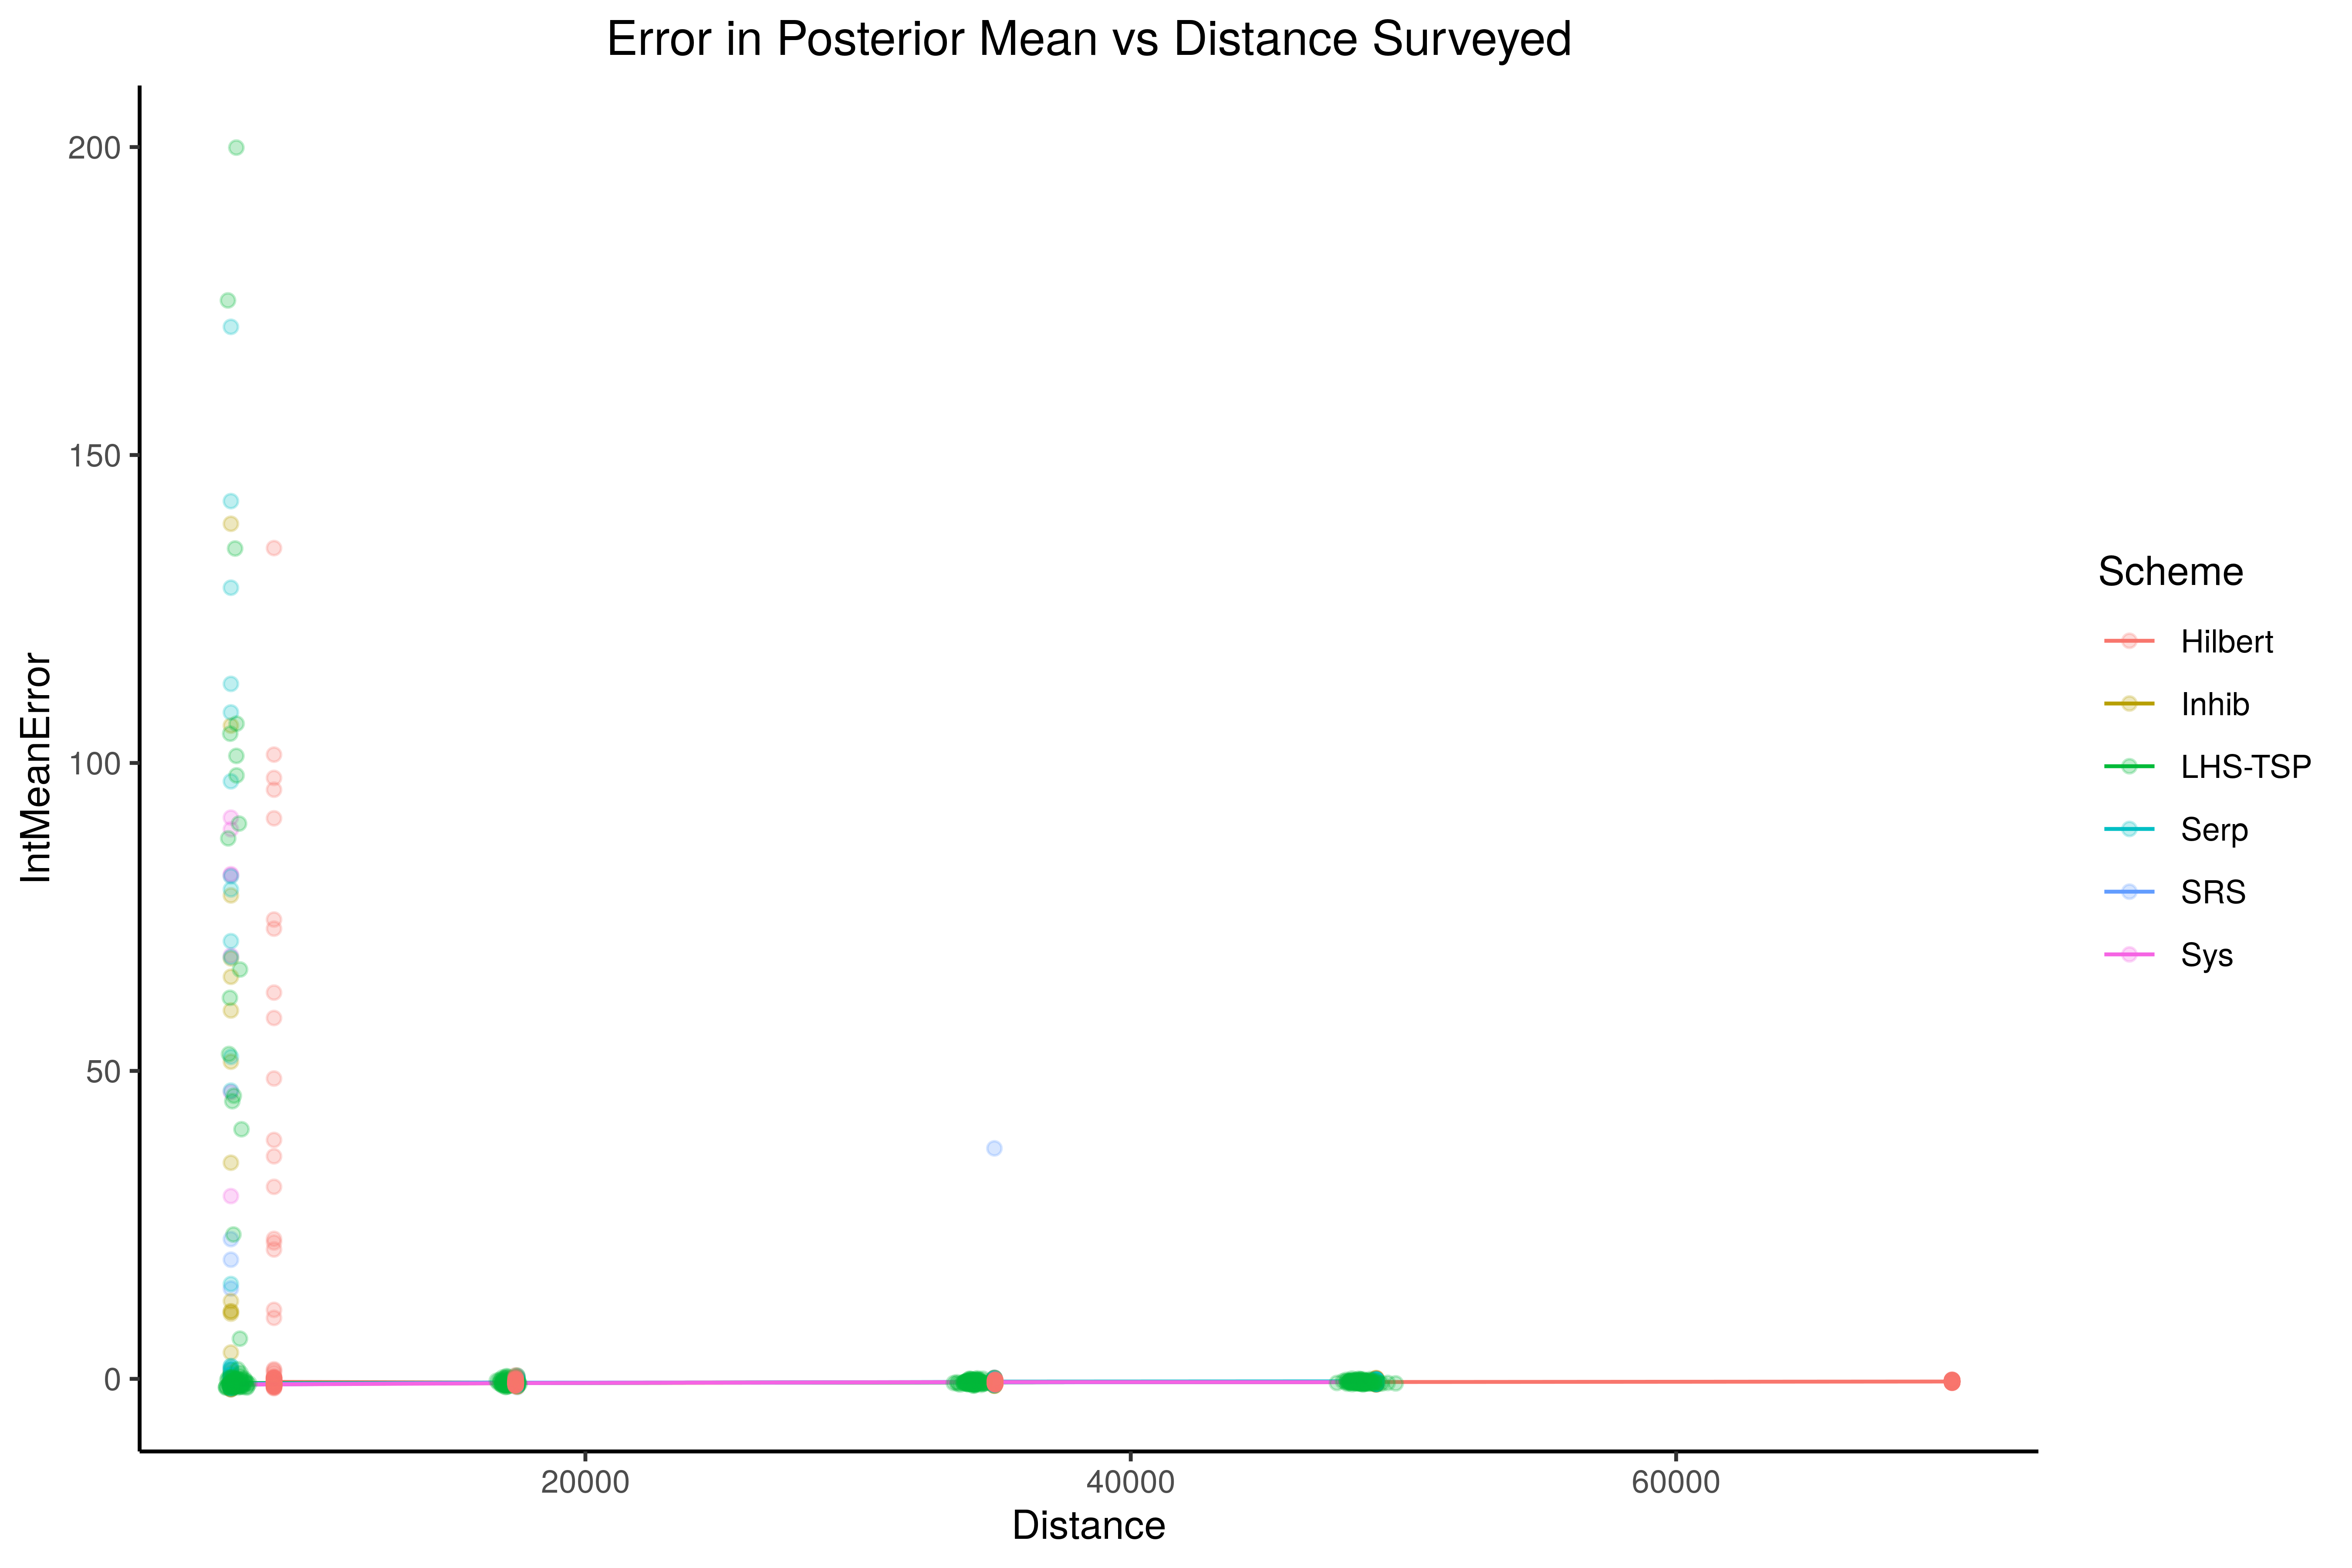 Error in Posterior Mean vs Distance Surveyed
200
150
100
50
0
IntMeanError
20000
40000
60000
Distance
Scheme
Hilbert
Inhib
LHS-TSP
Serp
SRS
Sys